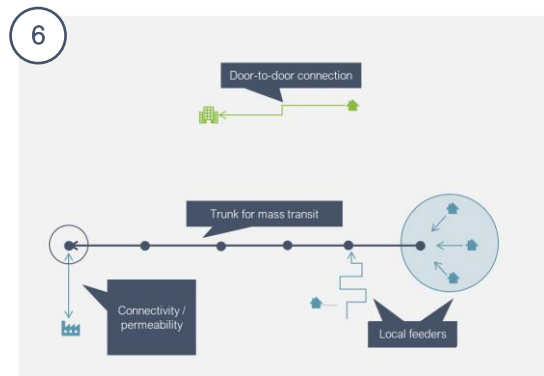 6
Door-to-door connection
Trunk for mass transit
Connectivity /
permeability
Local feeders